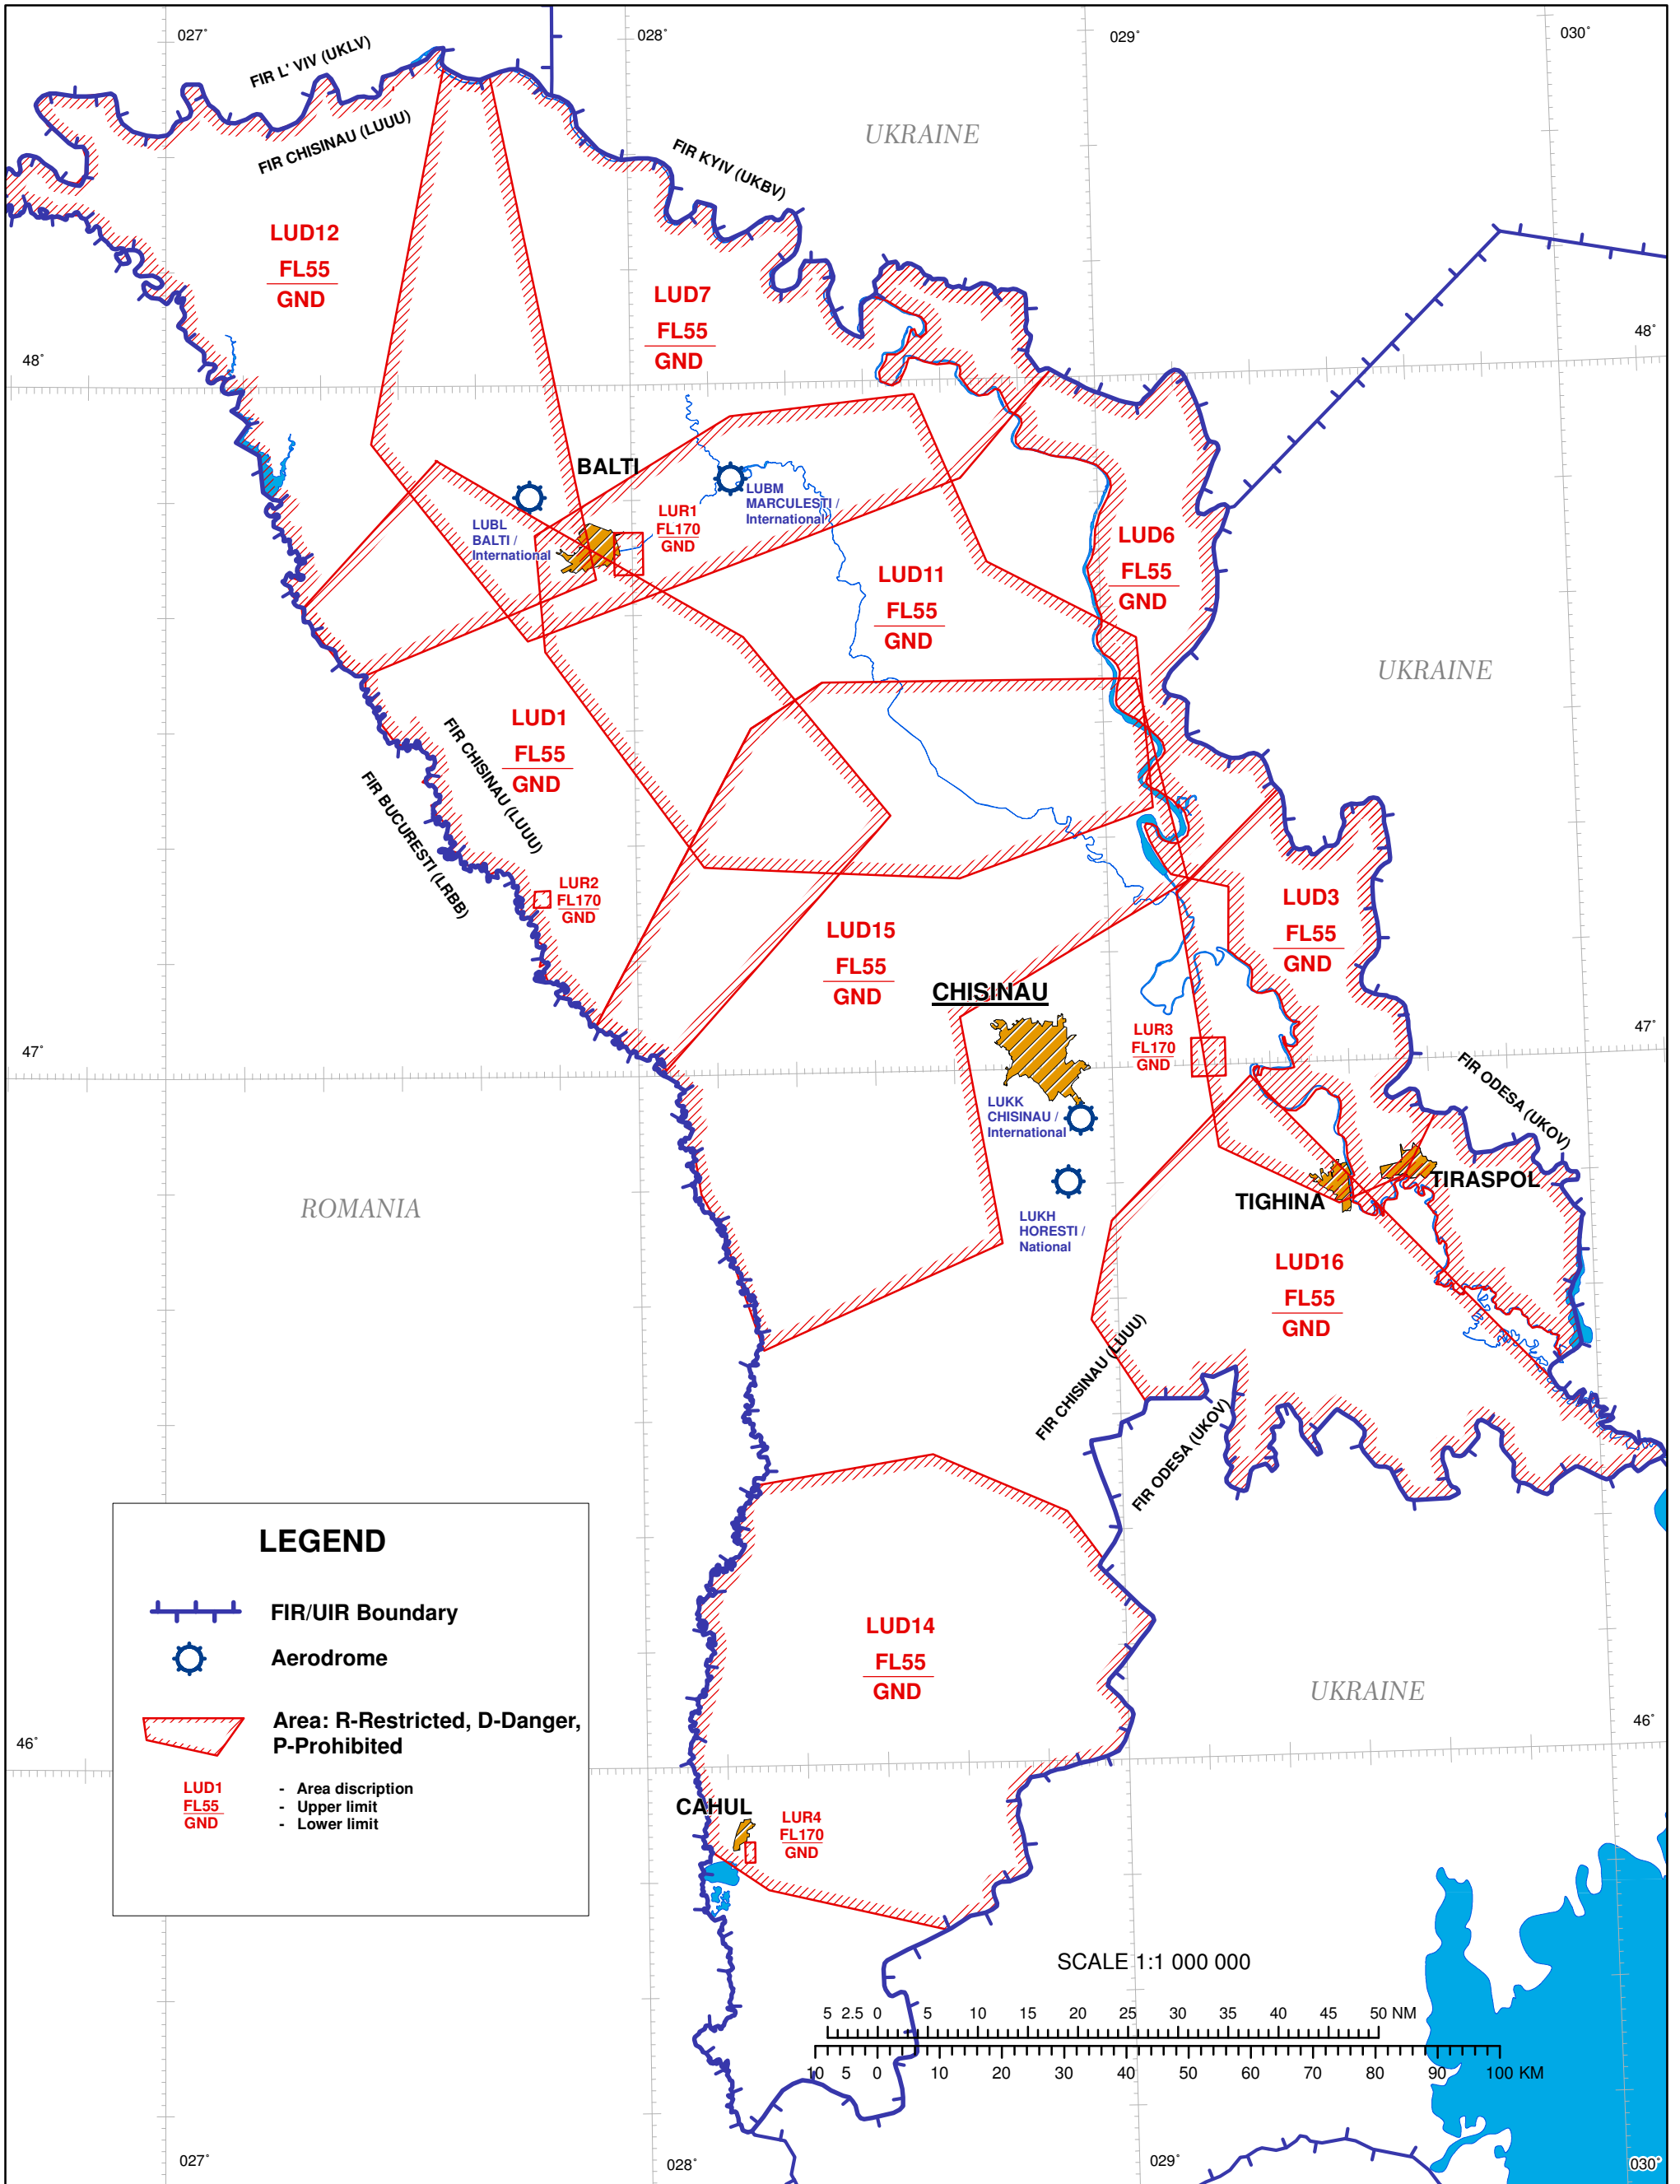 027°
028°
029°
030°
FIR L' VIV (UKLV)
FIR CHISINAU (LUUU)
UKRAINE
FIR KYIV (UKBV)
LUD12
FL55
GND
LUD7
FL55
GND
48°
48°
BALTI
LUBM
MARCULESTI /
International
LUBL
BALTI /
International
LUR1
FL170
GND
LUD6
FL55
GND
LUD11
FL55
GND
UKRAINE
LUD1
FL55
GND
FIR CHISINAU (LUUU)
FIR BUCURESTI (LRBB)
LUR2
FL170
GND
LUD3
FL55
GND
LUD15
FL55
GND
CHISINAU
LUR3
FL170
GND
47°
47°
FIR ODESA (UKOV)
LUKK
CHISINAU /
International
TIRASPOL
TIGHINA
ROMANIA
LUKH
HORESTI /
National
LUD16
FL55
GND
FIR CHISINAU (LUUU)
FIR ODESA (UKOV)
LEGEND
FIR/UIR Boundary
Aerodrome
Area: R-Restricted, D-Danger,
P-Prohibited
LUD1 - Area discription
FL55 - Upper limit
GND - Lower limit
LUD14
FL55
GND
UKRAINE
46°
46°
CAHUL
LUR4
FL170
GND
SCALE 1:1 000 000
5 2.5 0 5 10 15 20 25 30 35 40 45 50 NM
10 5 0 10 20 30 40 50 60 70 80 90 100 KM
027°
028°
029°
030°